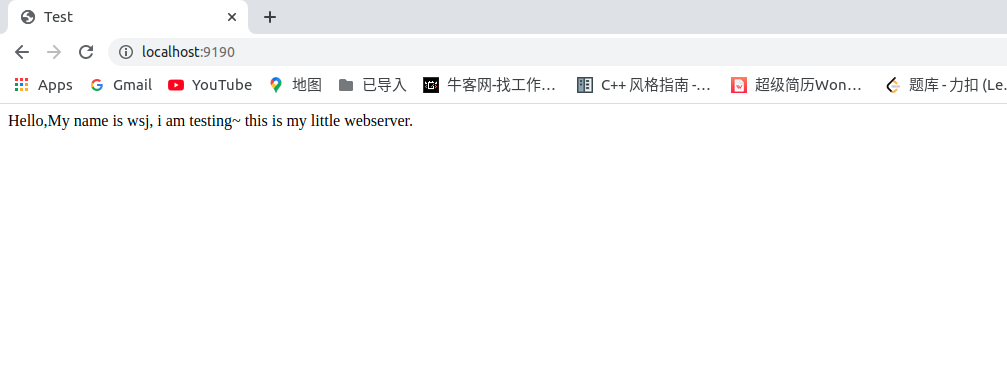 Test
localhost:9190
Apps Gmail YouTube 地图 已导入 牛客网-找工作... C++ 风格指南 -... 超级简历Won... 题库 - 力扣 (Le.
Hello,My name is wsj, i am testing~ this is my little webserver.